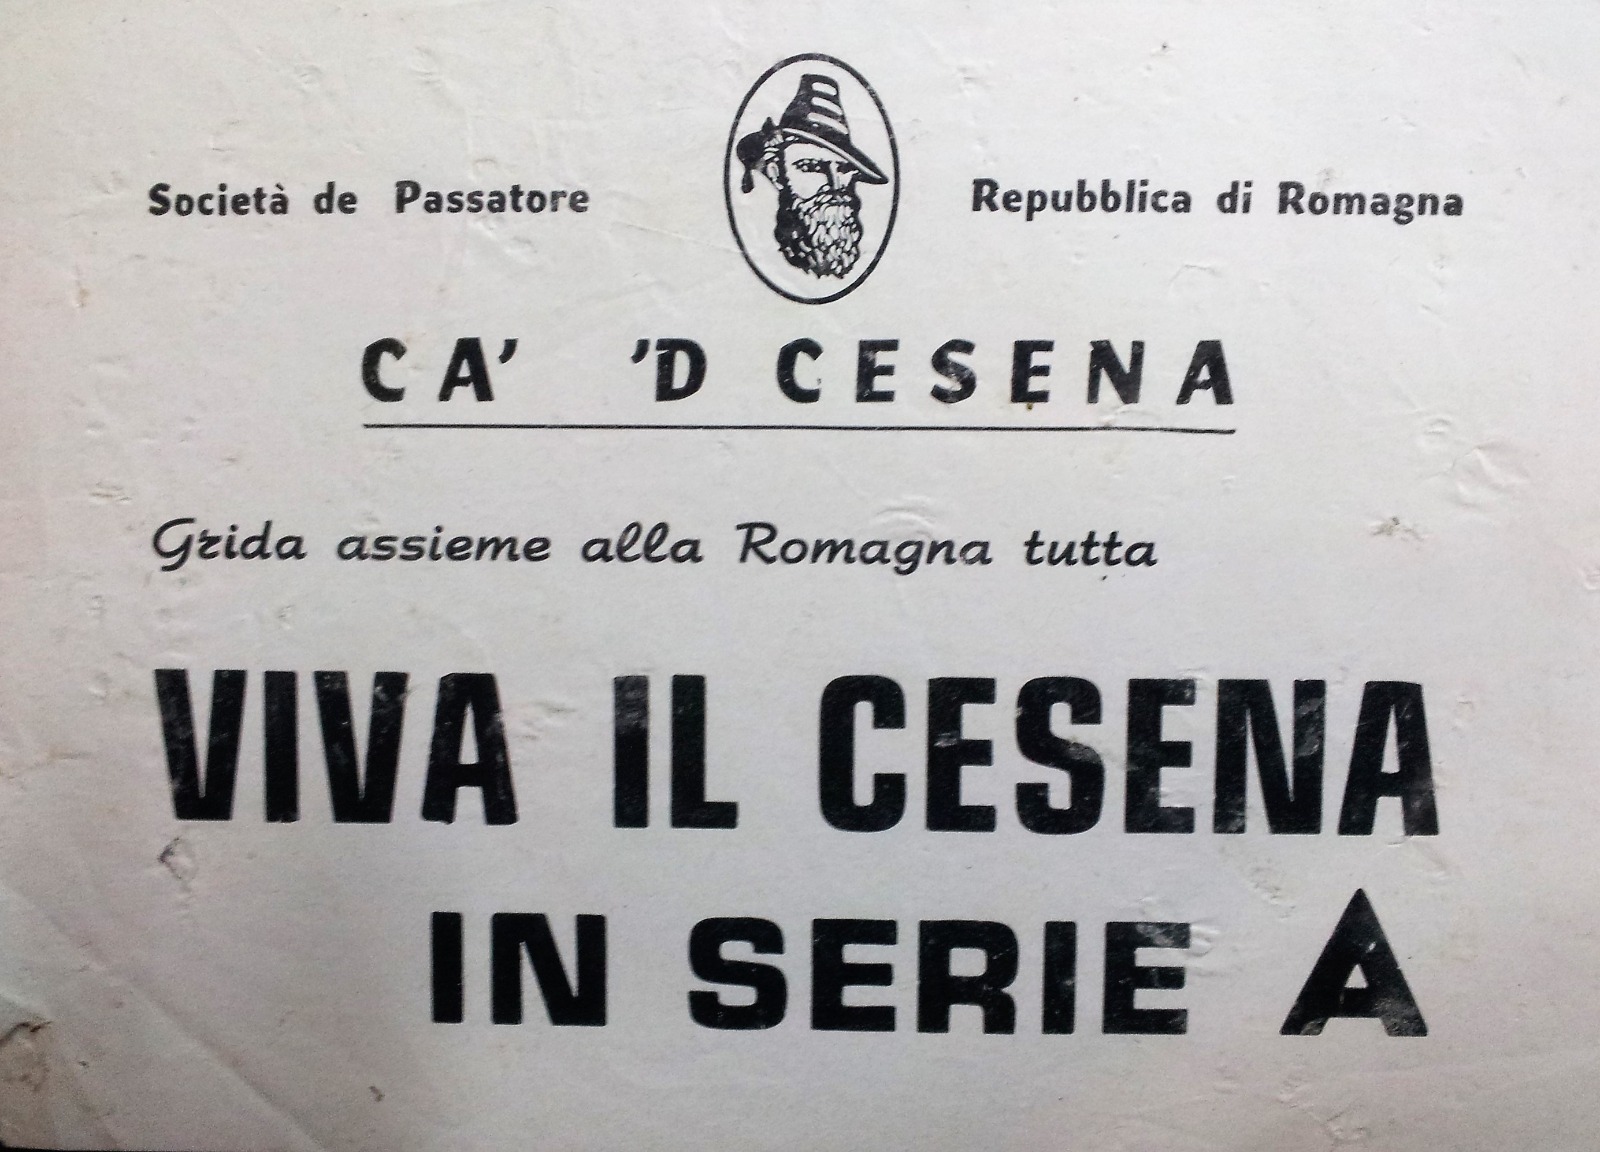 Società de Passatore Repubblica di Romagna
CA' 'D CESENA
Grida assieme alla Romagna tutta
VIVA IL CESENA
IN SERIE A